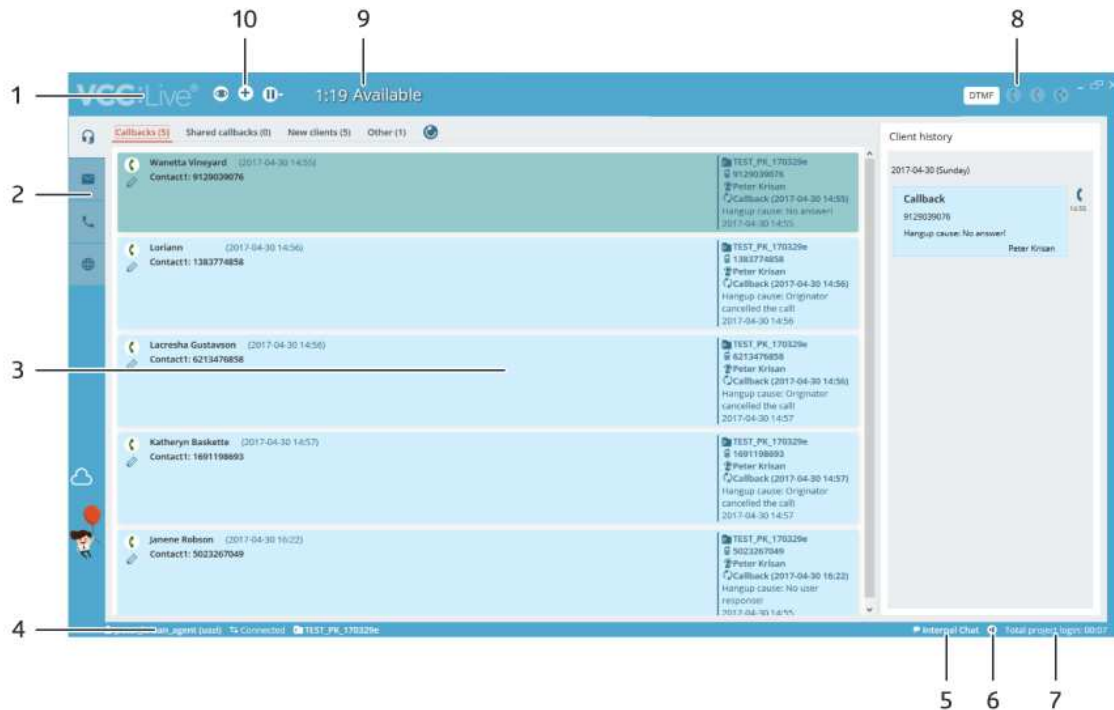 10
9
8
1
VCC:Live®
1:19 Available
DTMF
Callbacks (5)
Shared callbacks (0)
New clients (5)
Other (1)
Client history
2
Wanetta Vineyard (2017-04-30 14:55)
Contact1: 9129039076
TEST_PK_170329e
9129039076
Peter Krisan
Callback (2017-04-30 14:55)
Hangup cause: No answer!
2017-04-30 14:55
2017-04-30 (Sunday)
Callback
9129039076
Hangup cause: No answer!
Peter Krisan
Loriann (2017-04-30 14:56)
Contact1: 1383774858
TEST_PK_170329e
1383774858
Peter Krisan
Callback (2017-04-30 14:56)
Hangup cause: Originator
cancelled the call!
2017-04-30 14:56
3
Lacresha Gustavson (2017-04-30 14:56)
Contact1: 6213476858
TEST_PK_170329e
6213476858
Peter Krisan
Callback (2017-04-30 14:56)
Hangup cause: Originator
cancelled the call!
2017-04-30 14:57
Katheryn Baskette (2017-04-30 14:57)
Contact1: 1691198693
TEST_PK_170329e
1691198693
Peter Krisan
Callback (2017-04-30 14:57)
Hangup cause: Originator
cancelled the call!
2017-04-30 14:57
Janene Robson (2017-04-30 16:22)
Contact1: 5023267049
TEST_PK_170329e
5023267049
Peter Krisan
Callback (2017-04-30 16:22)
Hangup cause: No user
response!
2017-04-30 14:55
4
(uzd) Connected TEST_PK_170329e
Internal Chat
Total project login: 00:07
5
6
7